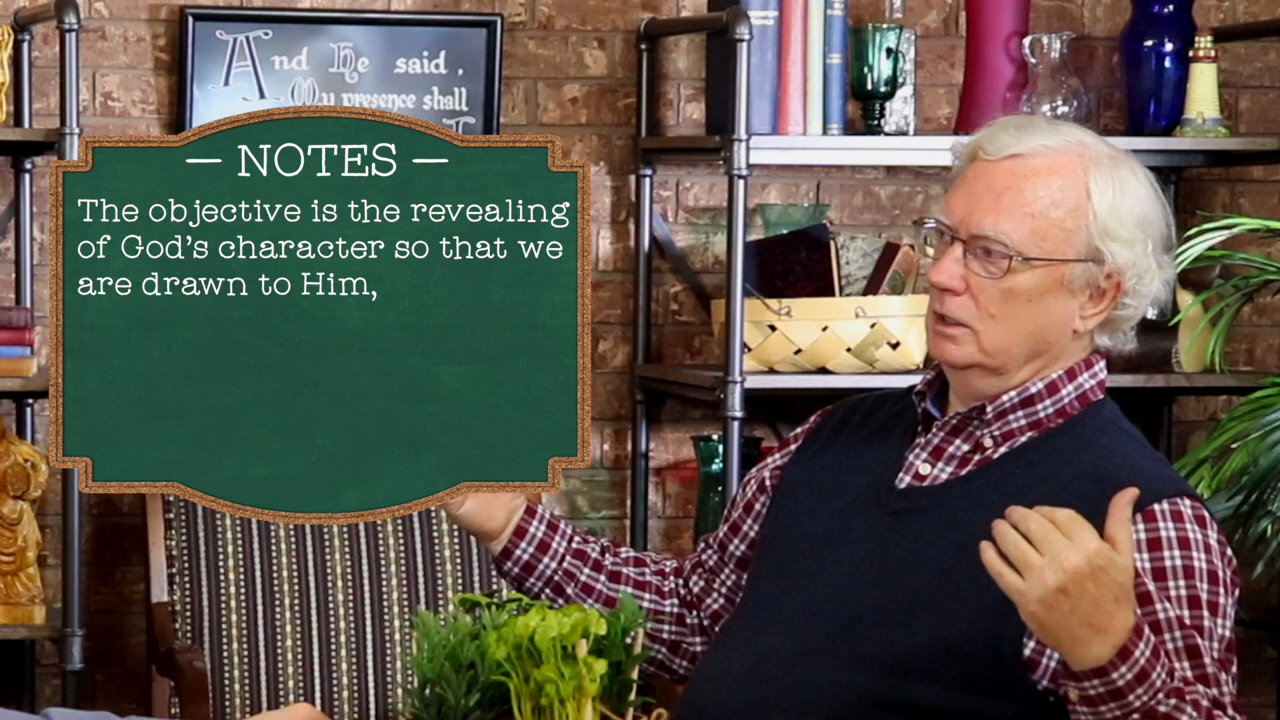 And He said,
My presence shall
— NOTES —
The objective is the revealing
of God's character so that we
are drawn to Him,